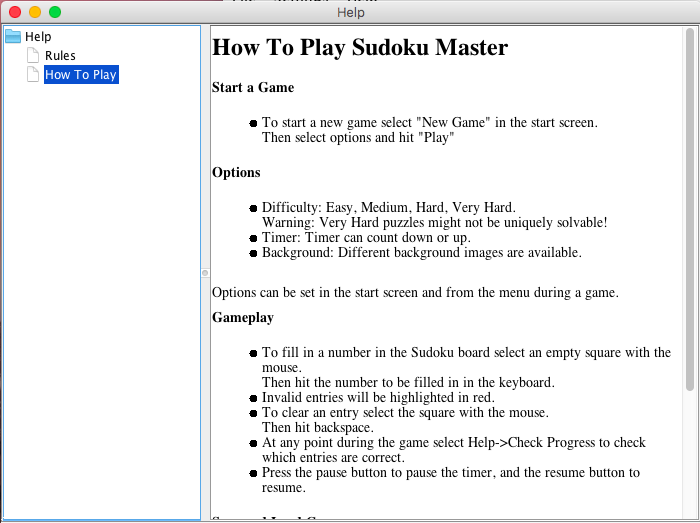 Help
Help
Rules
How To Play
How To Play Sudoku Master
Start a Game
To start a new game select "New Game" in the start screen.
Then select options and hit "Play"
Options
Difficulty: Easy, Medium, Hard, Very Hard.
Warning: Very Hard puzzles might not be uniquely solvable!
Timer: Timer can count down or up.
Background: Different background images are available.
Options can be set in the start screen and from the menu during a game.
Gameplay
To fill in a number in the Sudoku board select an empty square with the
mouse.
Then hit the number to be filled in in the keyboard.
Invalid entries will be highlighted in red.
To clear an entry select the square with the mouse.
Then hit backspace.
At any point during the game select Help->Check Progress to check
which entries are correct.
Press the pause button to pause the timer, and the resume button to
resume.